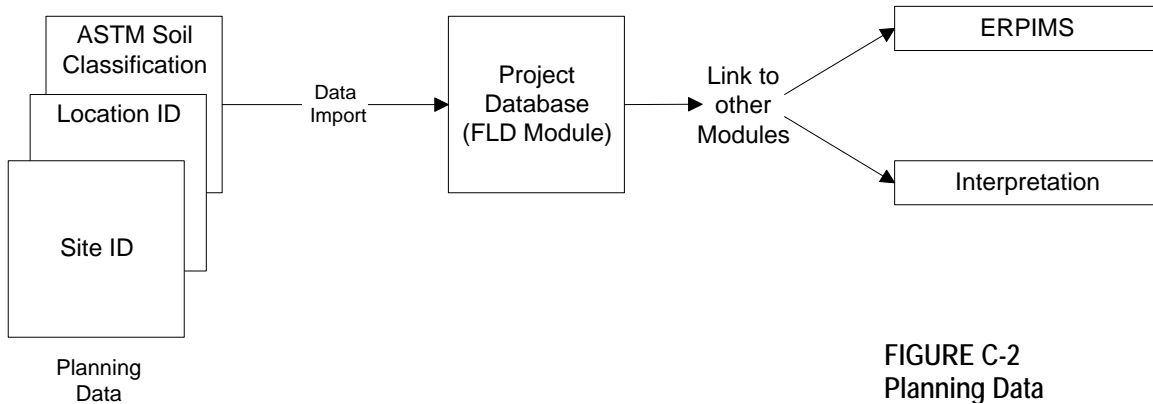 ASTM Soil
Classification
Location ID
Site ID
Planning
Data
Data
Import
Project
Database
(FLD Module)
Link to
other
Modules
ERPIMS
Interpretation
FIGURE C-2
Planning Data